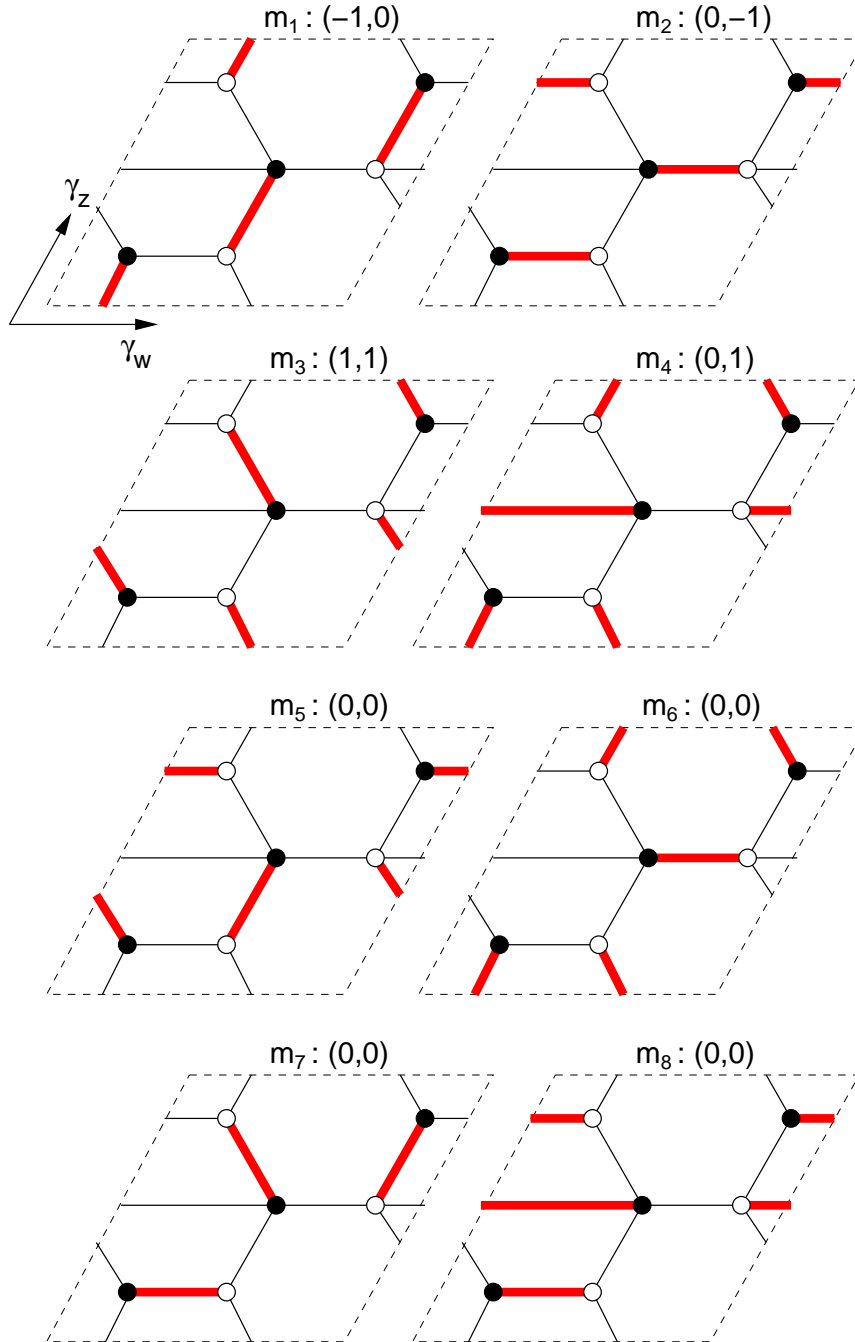 m₁ : (−1,0)
m₂ : (0,−1)
γz
γw
m₃ : (1,1)
m₄ : (0,1)
m₅ : (0,0)
m₆ : (0,0)
m₇ : (0,0)
m₈ : (0,0)